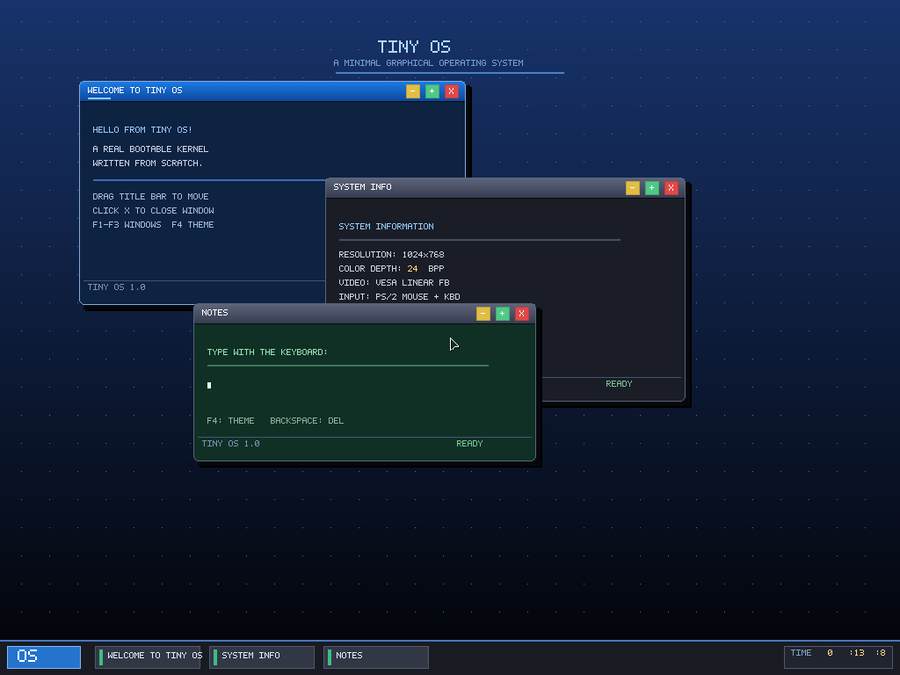 TINY OS
A MINIMAL GRAPHICAL OPERATING SYSTEM
WELCOME TO TINY OS
− + X
HELLO FROM TINY OS!
A REAL BOOTABLE KERNEL
WRITTEN FROM SCRATCH.
DRAG TITLE BAR TO MOVE
CLICK X TO CLOSE WINDOW
F1-F3 WINDOWS  F4 THEME
TINY OS 1.0
SYSTEM INFO
− + X
SYSTEM INFORMATION
RESOLUTION: 1024x768
COLOR DEPTH: 24  BPP
VIDEO: VESA LINEAR FB
INPUT: PS/2 MOUSE + KBD
READY
NOTES
− + X
TYPE WITH THE KEYBOARD:
F4: THEME   BACKSPACE: DEL
TINY OS 1.0
READY
OS
WELCOME TO TINY OS
SYSTEM INFO
NOTES
TIME 0 :13 :8